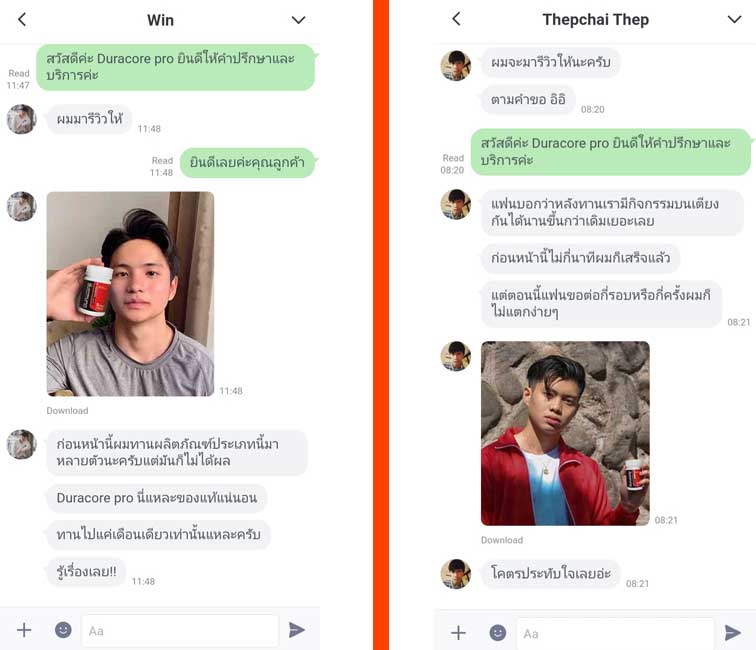 Win
สวัสดีค่ะ Duracore pro ยินดีให้คำปรึกษาและ
บริการค่ะ
Read
11:47
ผมมารีวิวให้
11:48
Read
11:48
ยินดีเลยค่ะคุณลูกค้า
11:48
Download
ก่อนหน้านี้ผมทานผลิตภัณฑ์ประเภทนี้มา
หลายตัวนะครับแต่มันก็ไม่ได้ผล
Duracore pro นี่แหละของแท้แน่นอน
ทานไปแค่เดือนเดียวเท่านั้นแหละครับ
รู้เรื่องเลย!!
11:48
Aa
Thepchai Thep
ผมจะมารีวิวให้นะครับ
ตามคำขอ อิอิ
08:20
สวัสดีค่ะ Duracore pro ยินดีให้คำปรึกษาและ
บริการค่ะ
Read
08:20
แฟนบอกว่าหลังทานเรามีกิจกรรมบนเตียง
กันได้นานขึ้นกว่าเดิมเยอะเลย
ก่อนหน้านี้ไม่กี่นาทีผมก็เสร็จแล้ว
แต่ตอนนี้แฟนขอต่อกี่รอบหรือกี่ครั้งผมก็
ไม่แตกง่ายๆ
08:21
08:21
Download
โคตรประทับใจเลยอ่ะ
08:21
Aa